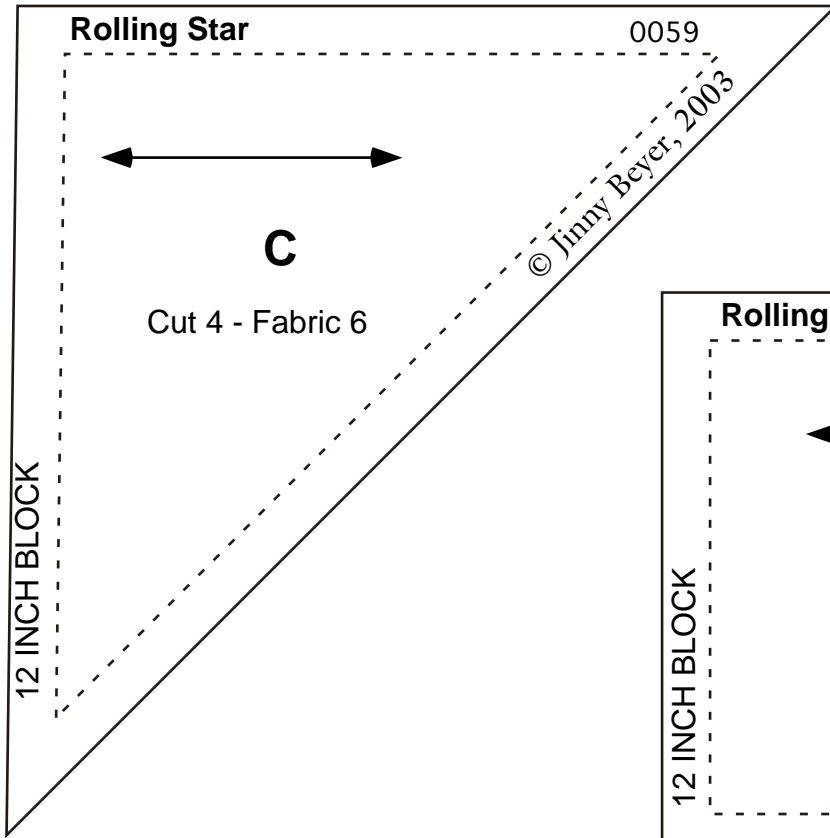 Rolling Star
0059
© Jinny Beyer, 2003
C
Cut 4 - Fabric 6
12 INCH BLOCK
Rolling
12 INCH BLOCK